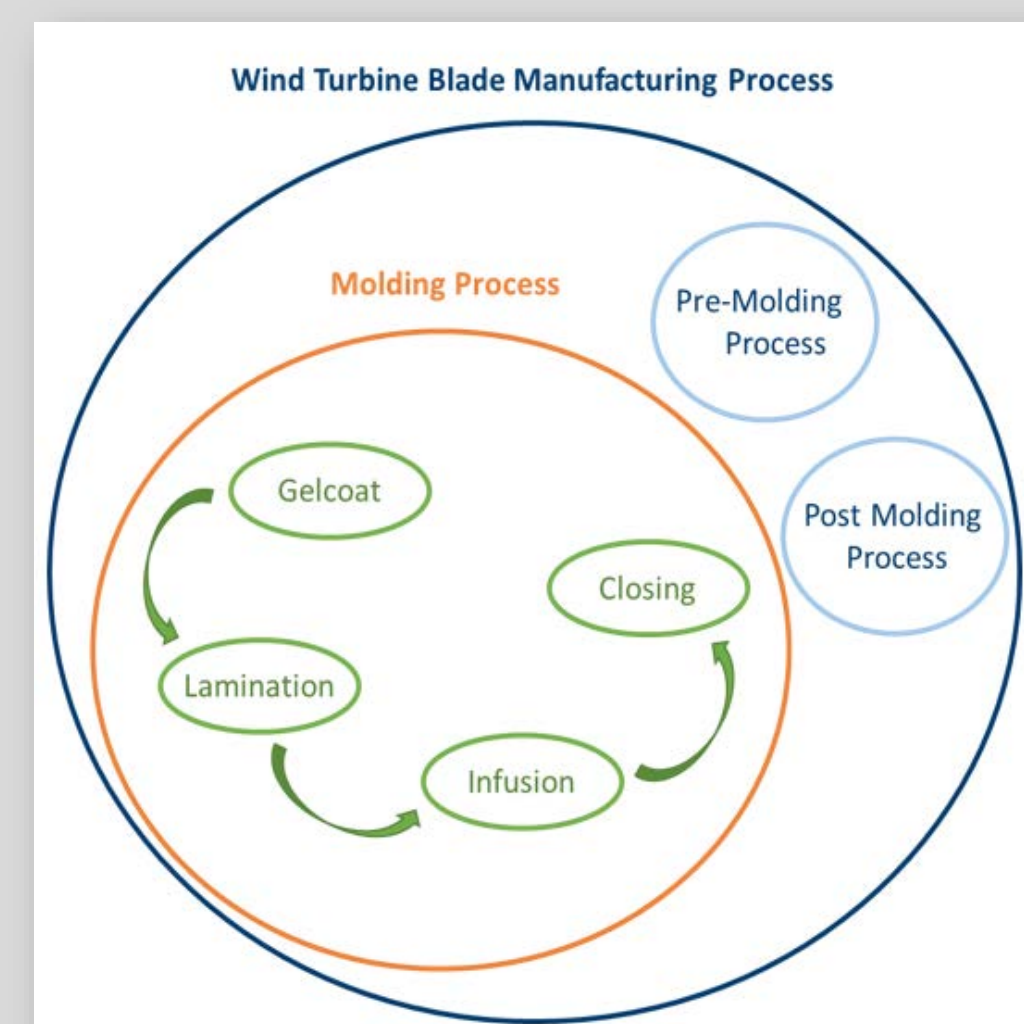 Wind Turbine Blade Manufacturing Process
Molding Process
Pre-Molding
Process
Gelcoat
Post Molding
Process
Closing
Lamination
Infusion